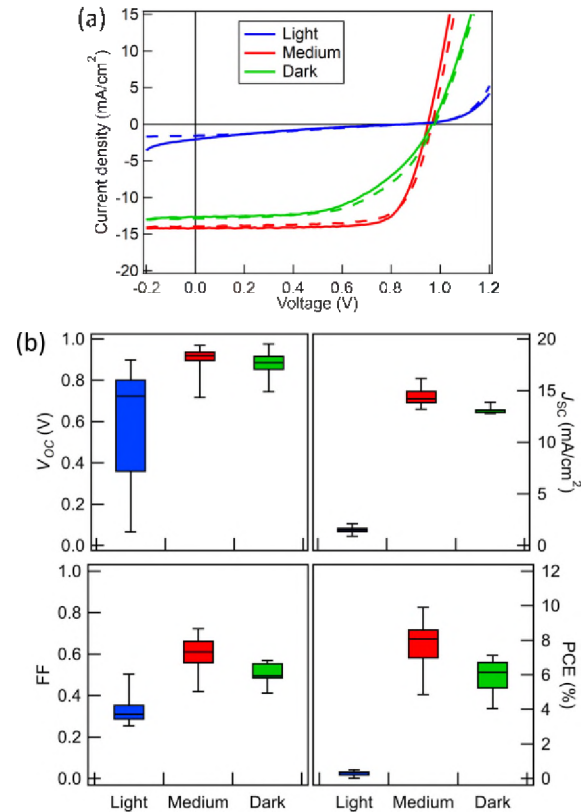 (a)
15
10
5
0
-5
-10
-15
-20
Current density (mA/cm²)
Light
Medium
Dark
-0.2 0.0 0.2 0.4 0.6 0.8 1.0 1.2
Voltage (V)
(b)
1.0
0.8
0.6
0.4
0.2
0.0
V_OC (V)
20
15
10
5
0
J_SC (mA/cm²)
1.0
0.8
0.6
0.4
0.2
0.0
FF
12
10
8
6
4
2
0
PCE (%)
Light Medium Dark
Light Medium Dark